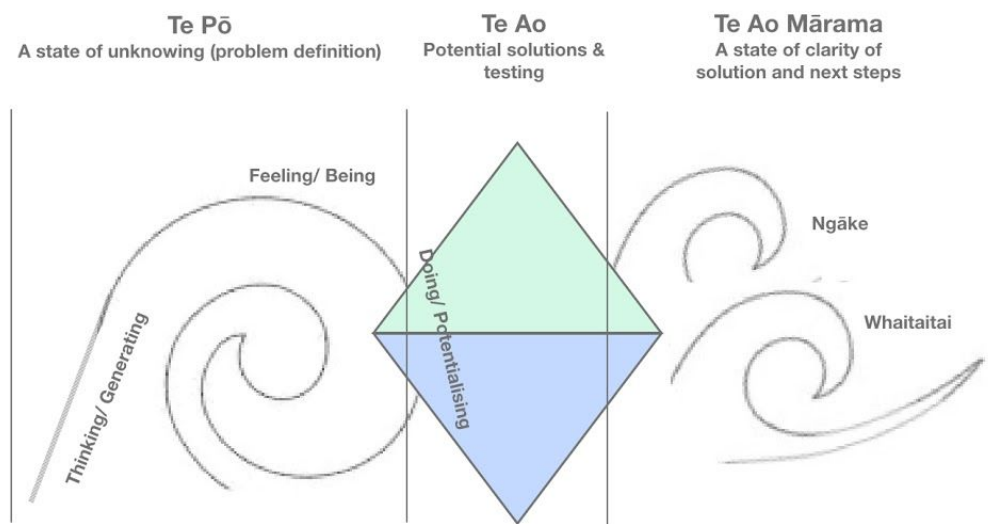 Te Pō
A state of unknowing (problem definition)
Te Ao
Potential solutions &
testing
Te Ao Mārama
A state of clarity of
solution and next steps
Feeling/ Being
Thinking/ Generating
Doing/ Potentialising
Ngāke
Whaitaitai